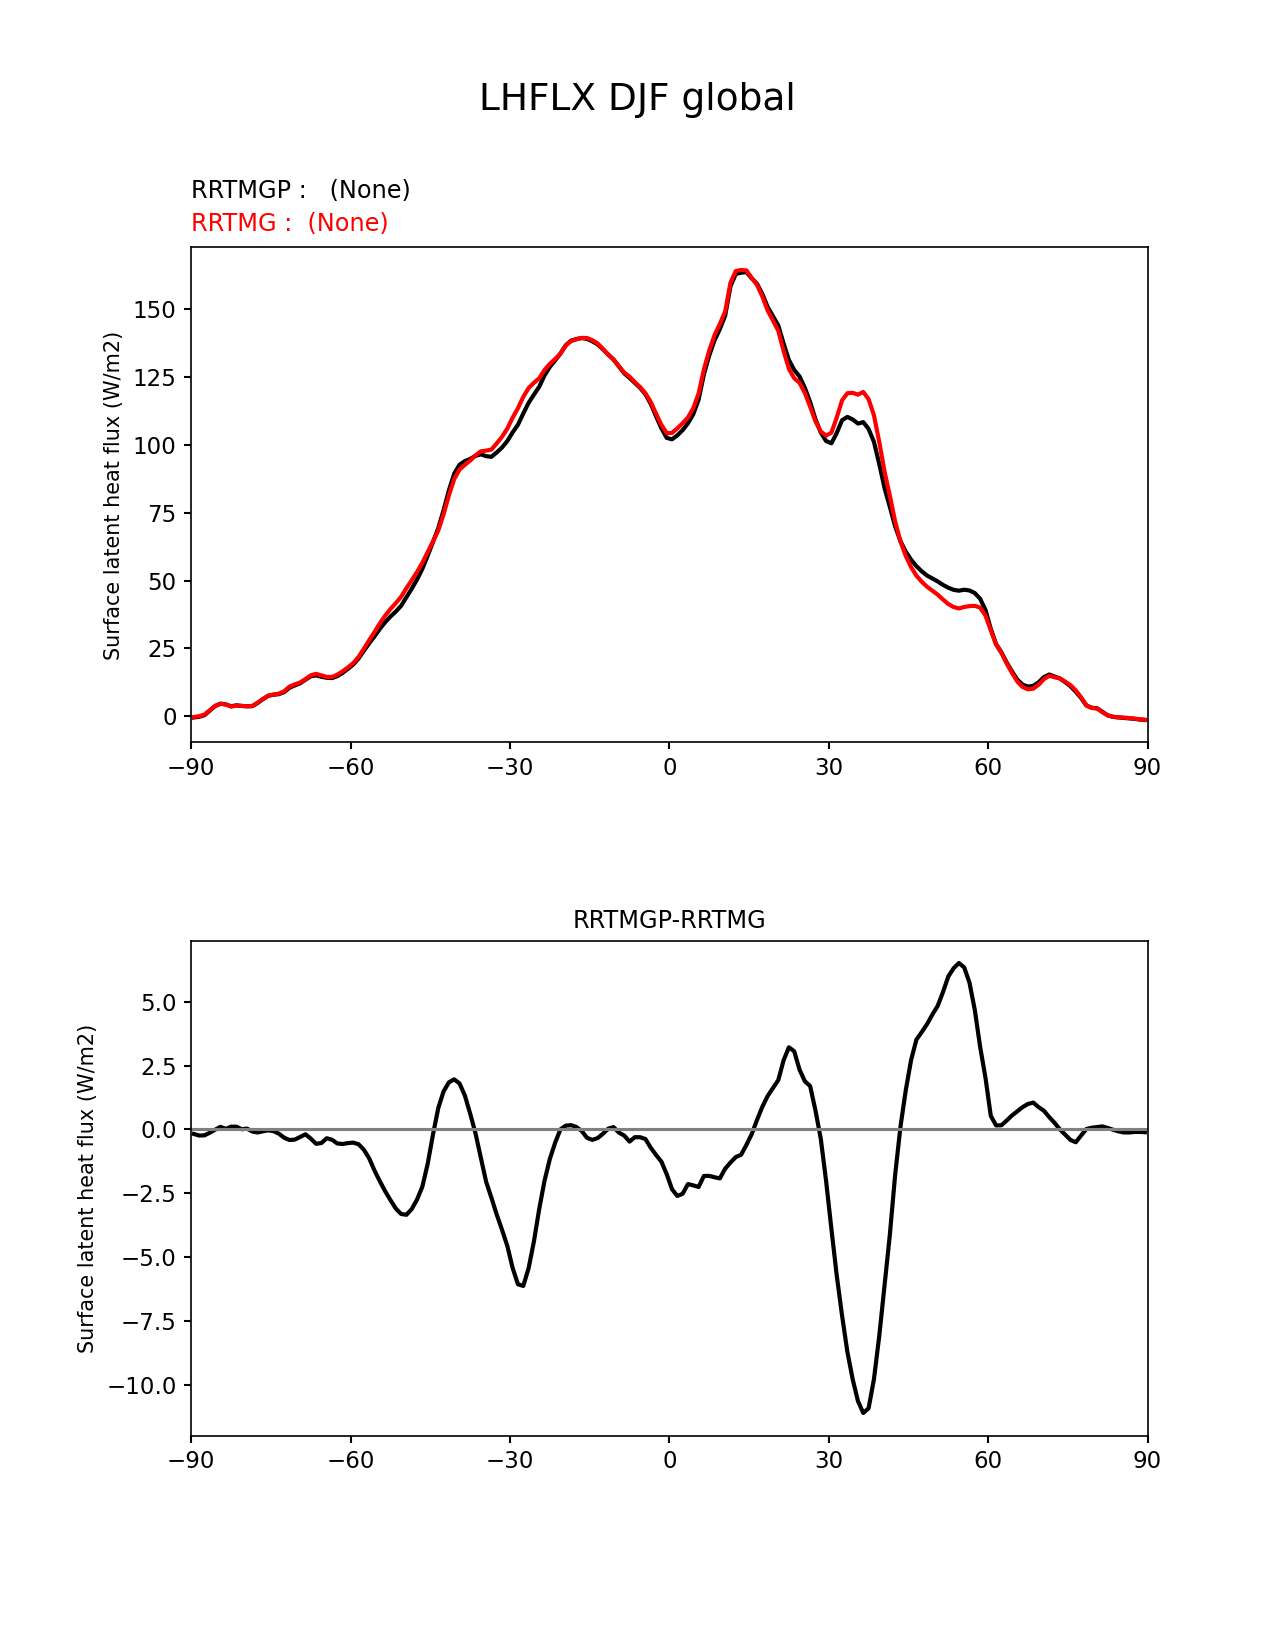 LHFLX DJF global
RRTMGP :   (None)
RRTMG :  (None)
Surface latent heat flux (W/m2)
150
125
100
75
50
25
0
−90 −60 −30 0 30 60 90
RRTMGP-RRTMG
Surface latent heat flux (W/m2)
5.0
2.5
0.0
−2.5
−5.0
−7.5
−10.0
−90 −60 −30 0 30 60 90